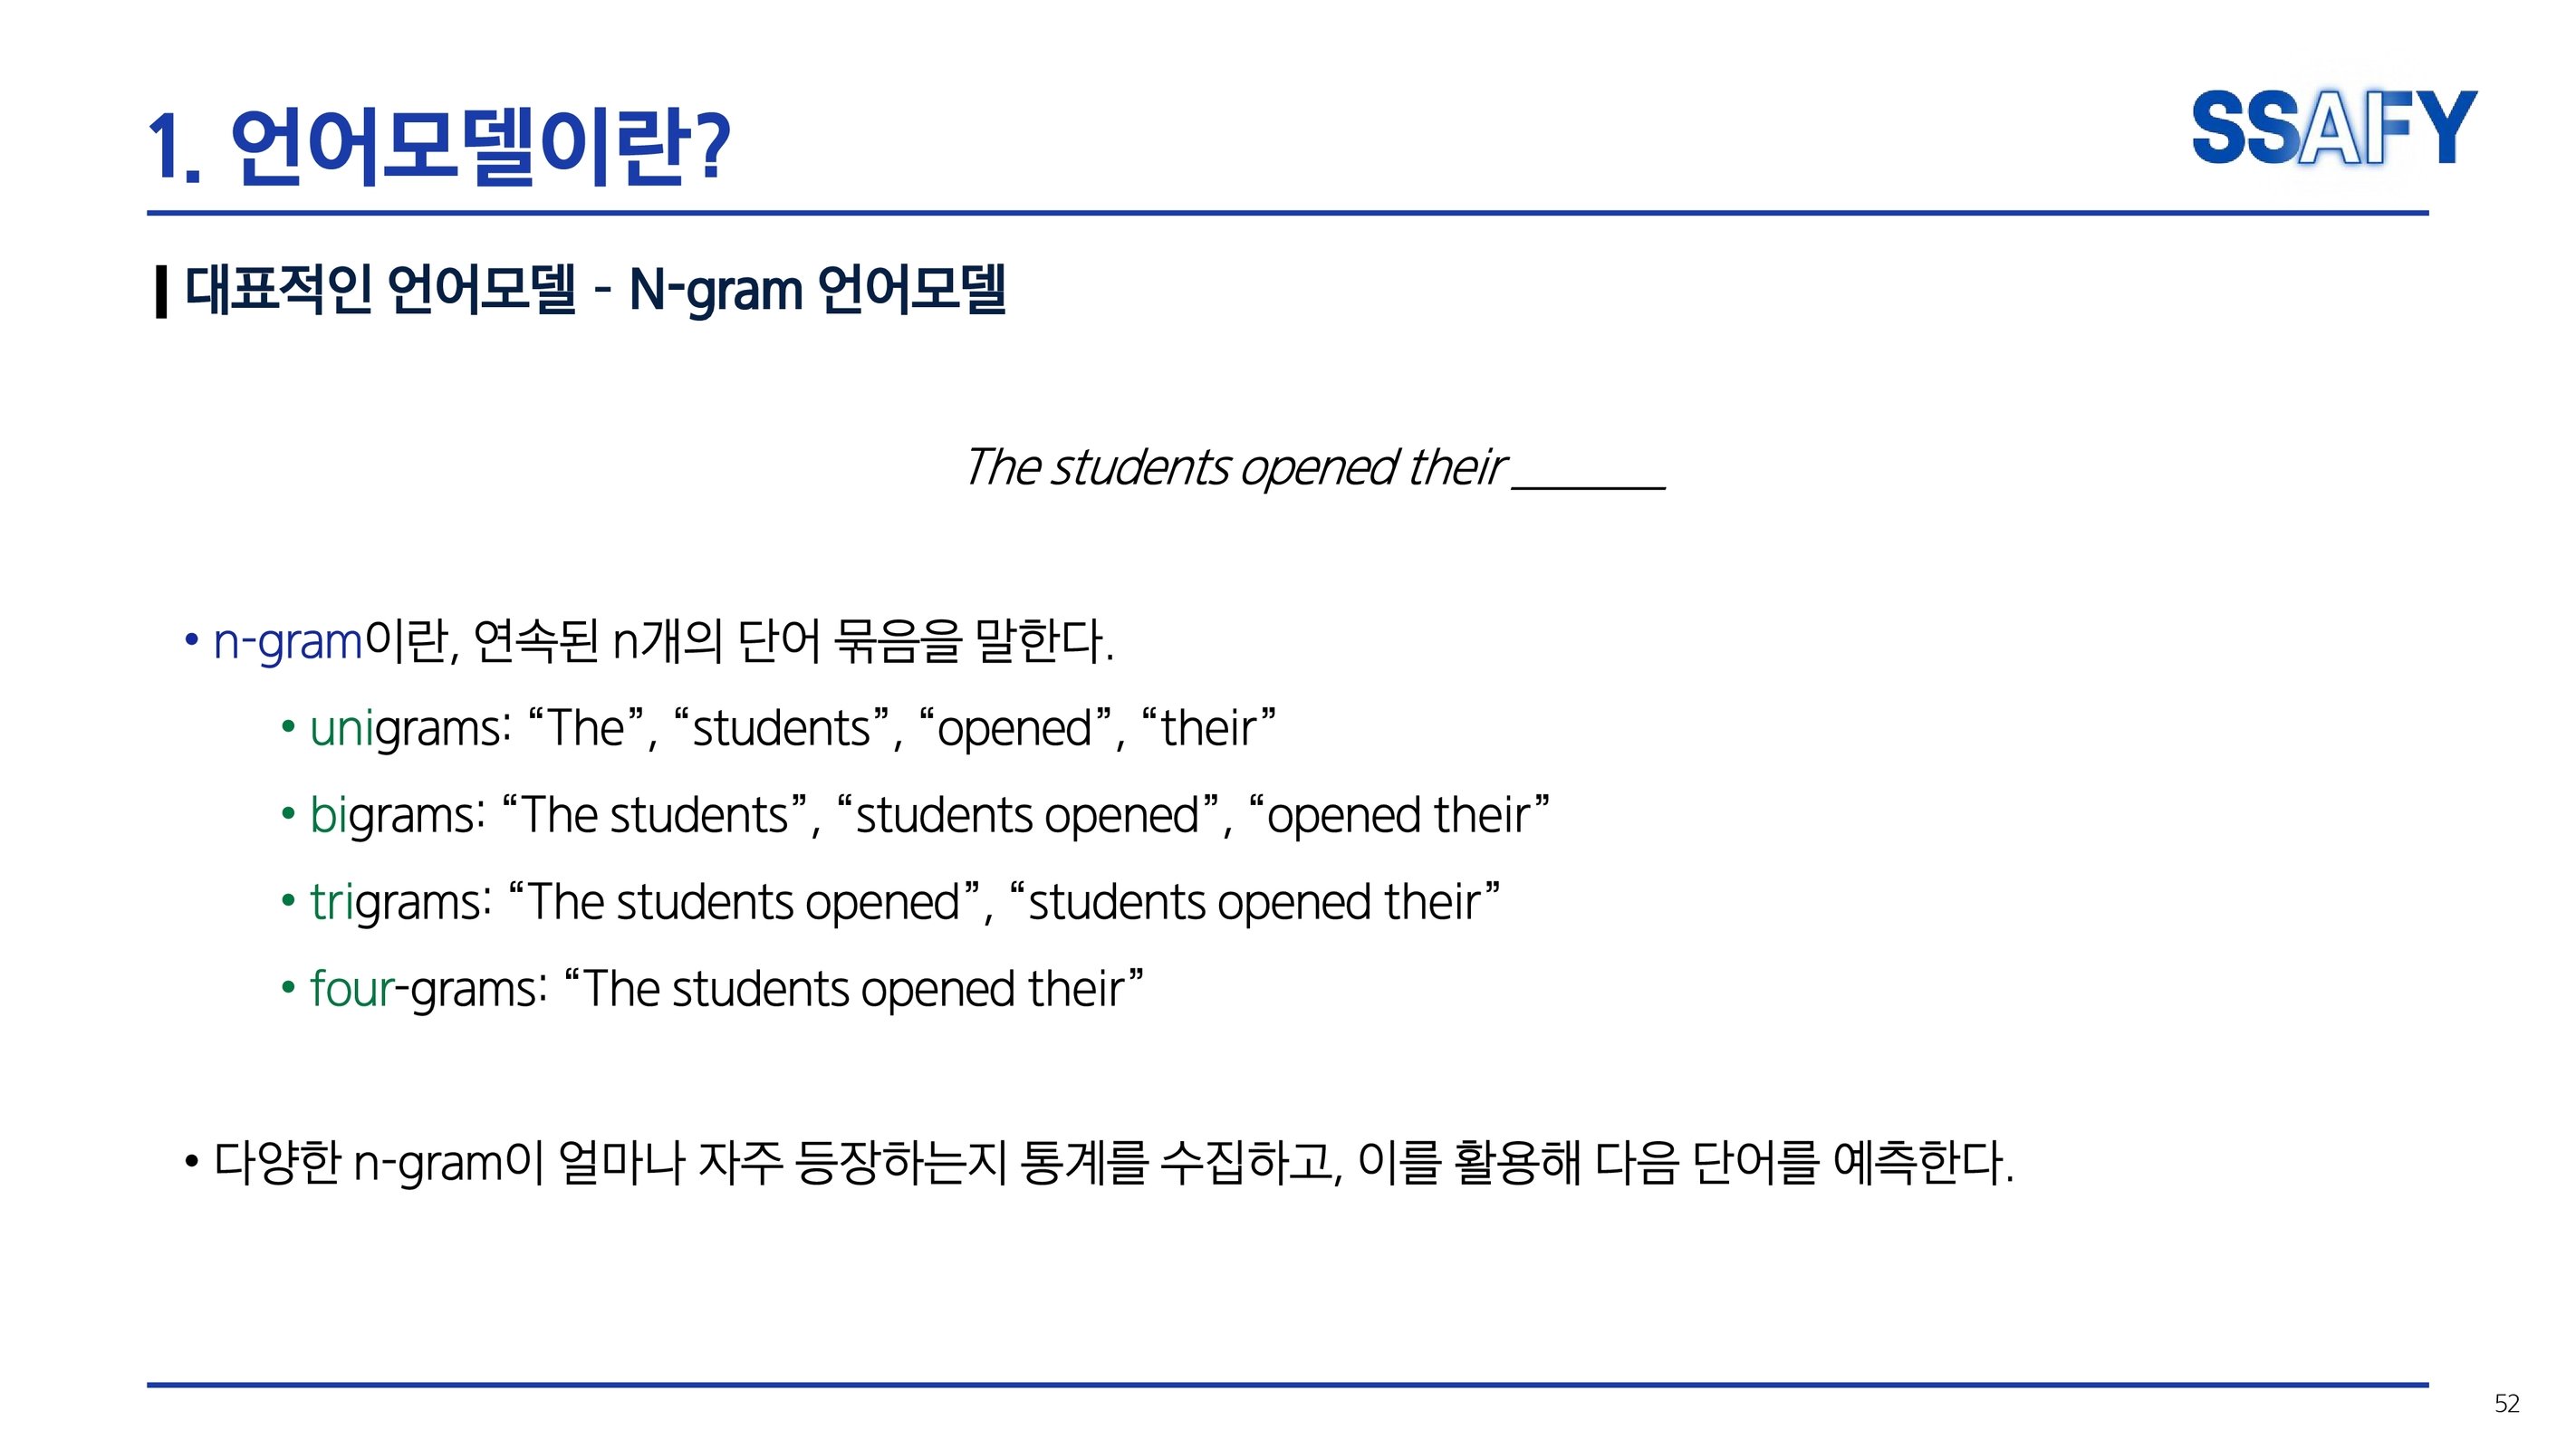 1. 언어모델이란?
SSAFY
대표적인 언어모델 - N-gram 언어모델
The students opened their ______
• n-gram이란, 연속된 n개의 단어 묶음을 말한다.
• unigrams: “The”, “students”, “opened”, “their”
• bigrams: “The students”, “students opened”, “opened their”
• trigrams: “The students opened”, “students opened their”
• four-grams: “The students opened their”
• 다양한 n-gram이 얼마나 자주 등장하는지 통계를 수집하고, 이를 활용해 다음 단어를 예측한다.
52